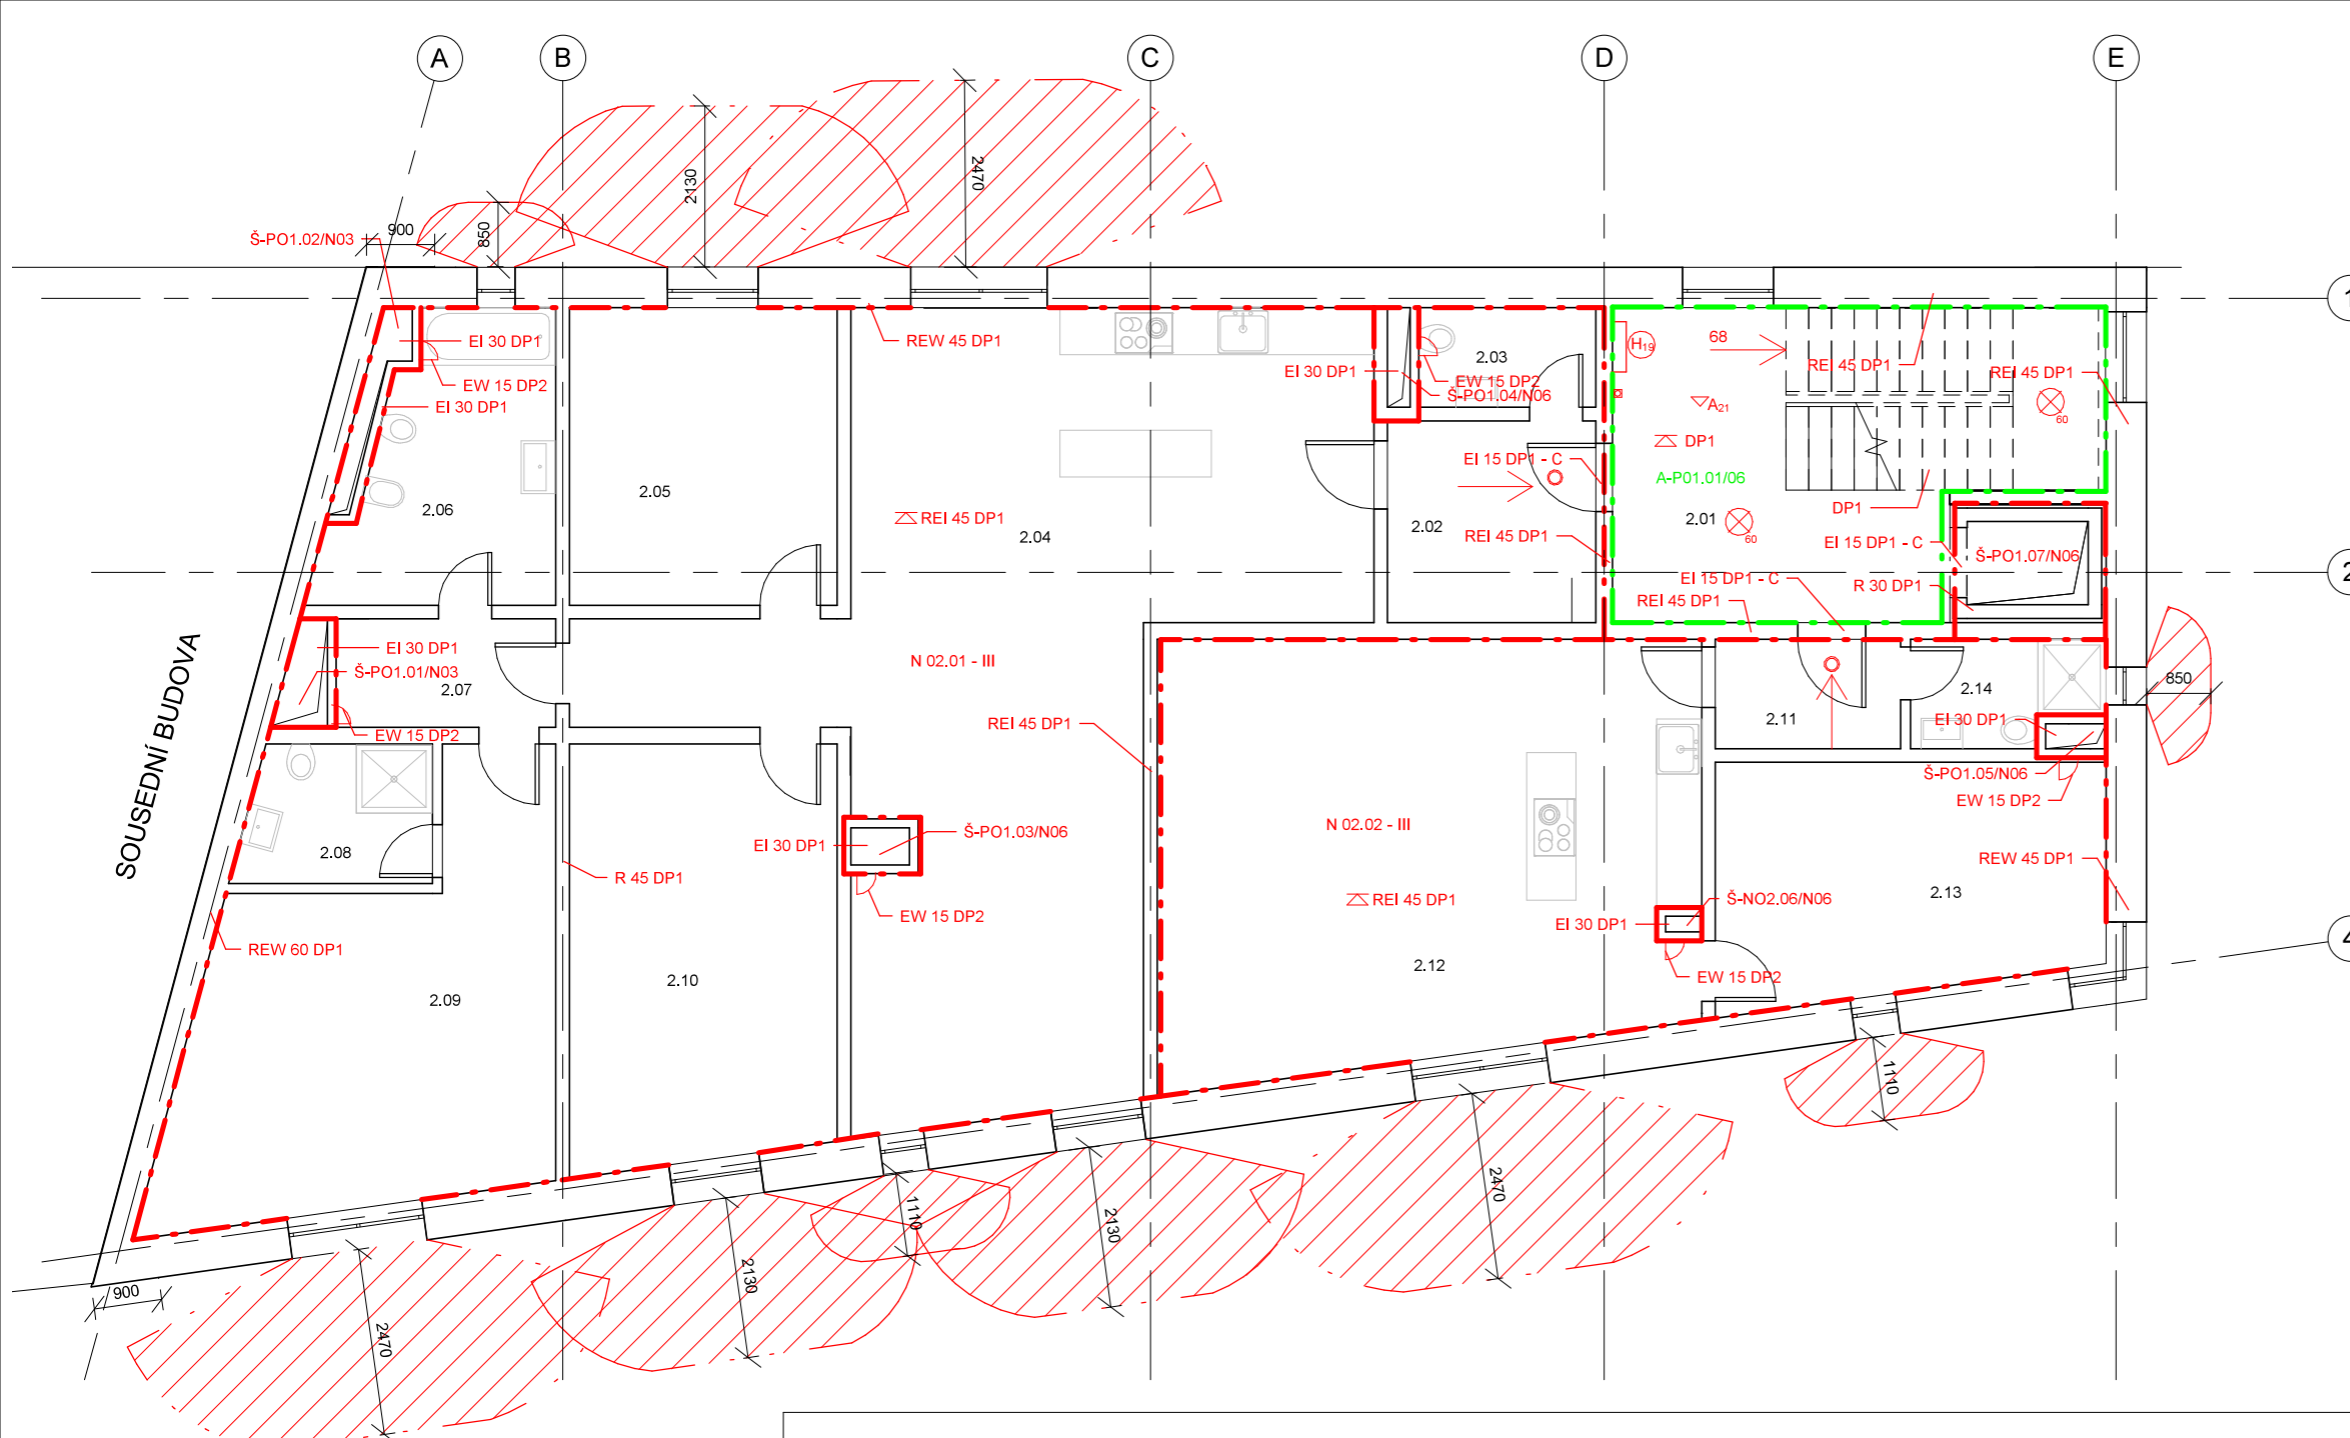 A
B
C
D
E
2130
2470
850
900
Š-PO1.02/N03
1
EI 30 DP1
REW 45 DP1
EW 15 DP2
EI 30 DP1
EI 30 DP1
2.03
EW 15 DP2
Š-PO1.04/N06
H19
68
REI 45 DP1
REI 45 DP1
A21
60
DP1
EI 15 DP1 - C
A-P01.01/06
2.05
2.06
REI 45 DP1
2.04
2.02
REI 45 DP1
2.01
60
DP1
EI 15 DP1 - C
Š-PO1.07/N06
2
EI 15 DP1 - C
R 30 DP1
REI 45 DP1
SOUSEDNÍ BUDOVA
EI 30 DP1
Š-PO1.01/N03
2.07
EW 15 DP2
N 02.01 - III
REI 45 DP1
2.11
2.14
850
EI 30 DP1
Š-PO1.05/N06
EW 15 DP2
2.08
R 45 DP1
EI 30 DP1
Š-PO1.03/N06
EW 15 DP2
N 02.02 - III
REI 45 DP1
REW 45 DP1
2.13
Š-NO2.06/N06
EI 30 DP1
EW 15 DP2
4
REW 60 DP1
2.09
2.10
2.12
1110
2470
2130
1110
2130
900
2470